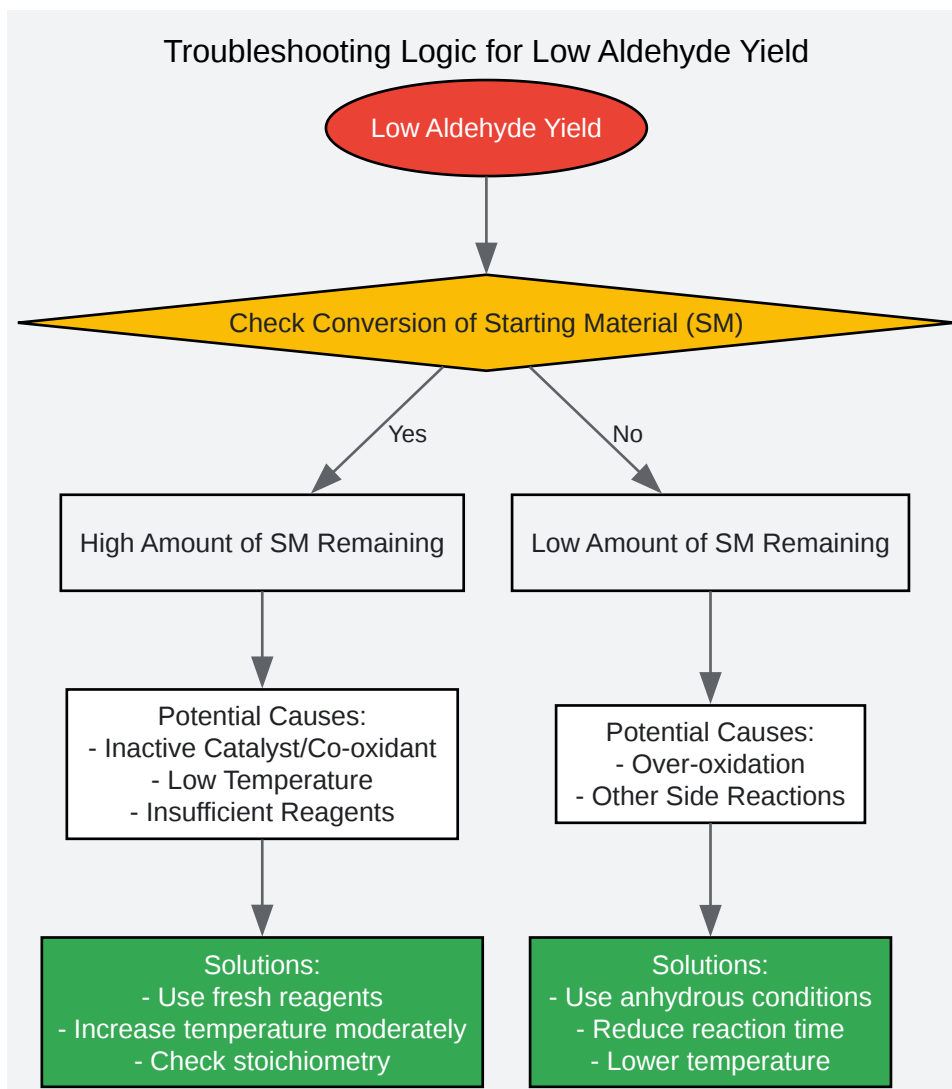 Troubleshooting Logic for Low Aldehyde Yield
Low Aldehyde Yield
Check Conversion of Starting Material (SM)
Yes
No
High Amount of SM Remaining
Low Amount of SM Remaining
Potential Causes:
- Inactive Catalyst/Co-oxidant
- Low Temperature
- Insufficient Reagents
Potential Causes:
- Over-oxidation
- Other Side Reactions
Solutions:
- Use fresh reagents
- Increase temperature moderately
- Check stoichiometry
Solutions:
- Use anhydrous conditions
- Reduce reaction time
- Lower temperature